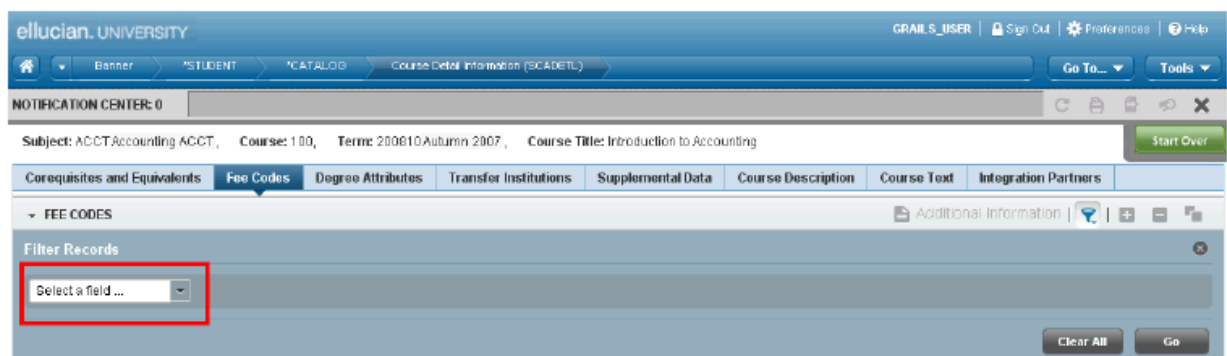 ellucian. UNIVERSITY GRAILS_USER | Sign Out | Preferences | Help
Banner *STUDENT *CATALOG Course Detail Information (SCADETL) Go To... Tools
NOTIFICATION CENTER: 0
Subject: ACCT Accounting ACCT, Course: 100, Term: 200810 Autumn 2007, Course Title: Introduction to Accounting Start Over
Corequisites and Equivalents Fee Codes Degree Attributes Transfer Institutions Supplemental Data Course Description Course Text Integration Partners
FEE CODES Additional Information
Filter Records
Select a field ...
Clear All Go